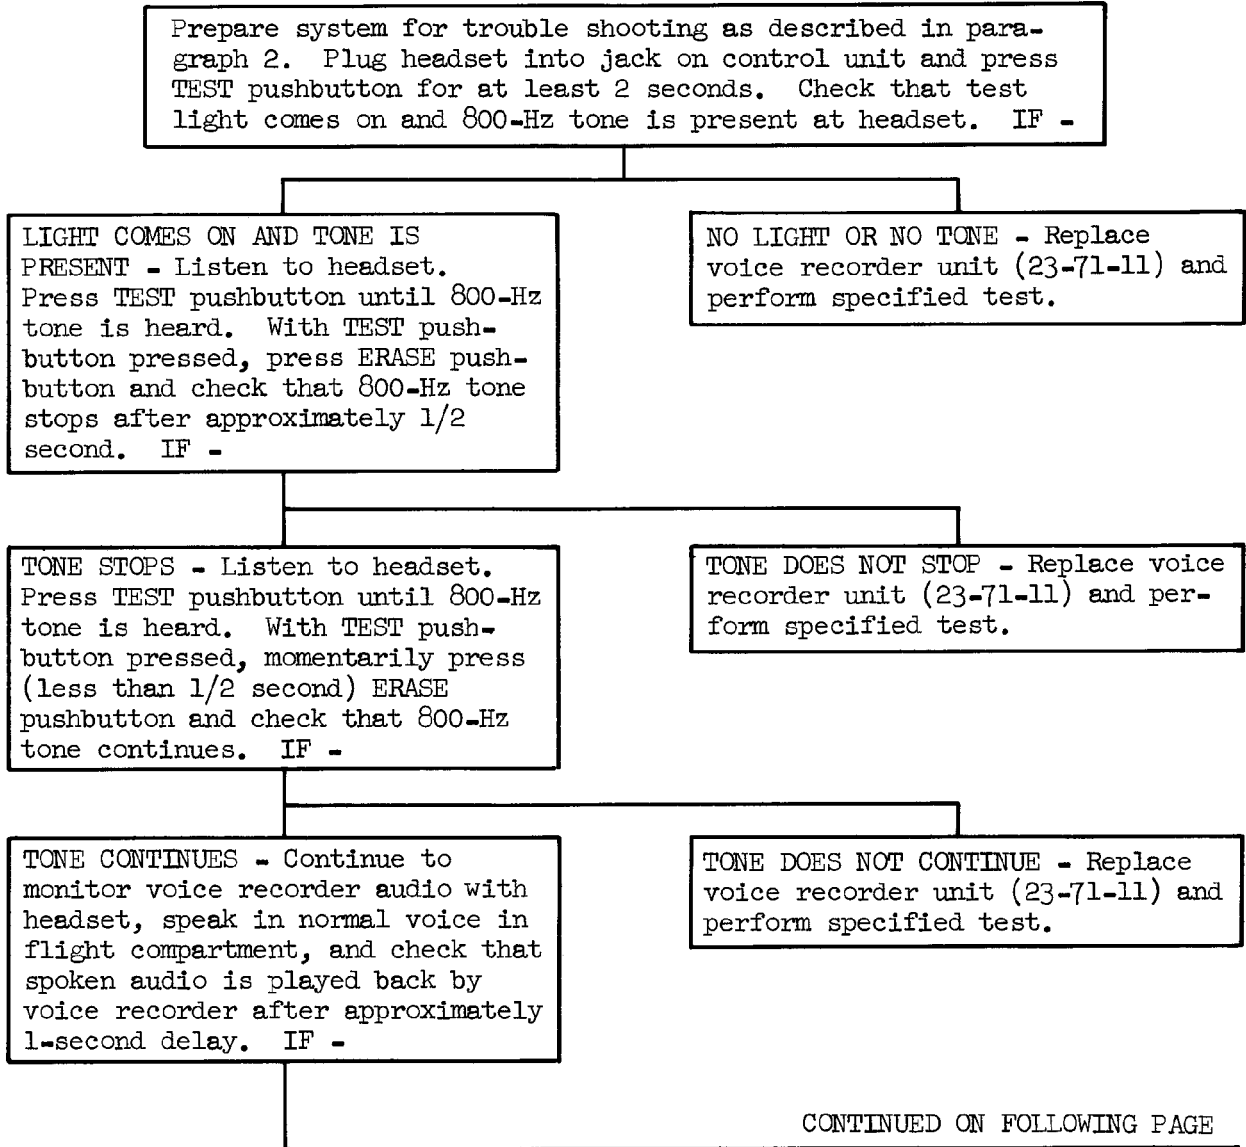 Prepare system for trouble shooting as described in para-
graph 2. Plug headset into jack on control unit and press
TEST pushbutton for at least 2 seconds. Check that test
light comes on and 800-Hz tone is present at headset. IF -
LIGHT COMES ON AND TONE IS
PRESENT - Listen to headset.
Press TEST pushbutton until 800-Hz
tone is heard. With TEST push-
button pressed, press ERASE push-
button and check that 800-Hz tone
stops after approximately 1/2
second. IF -
NO LIGHT OR NO TONE - Replace
voice recorder unit (23-71-11) and
perform specified test.
TONE STOPS - Listen to headset.
Press TEST pushbutton until 800-Hz
tone is heard. With TEST push-
button pressed, momentarily press
(less than 1/2 second) ERASE
pushbutton and check that 800-Hz
tone continues. IF -
TONE DOES NOT STOP - Replace voice
recorder unit (23-71-11) and per-
form specified test.
TONE CONTINUES - Continue to
monitor voice recorder audio with
headset, speak in normal voice in
flight compartment, and check that
spoken audio is played back by
voice recorder after approximately
1-second delay. IF -
TONE DOES NOT CONTINUE - Replace
voice recorder unit (23-71-11) and
perform specified test.
CONTINUED ON FOLLOWING PAGE